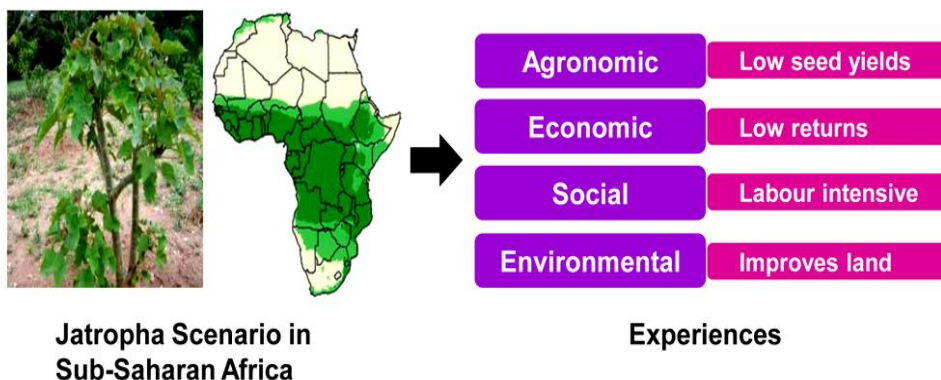 Agronomic
Low seed yields
Economic
Low returns
Social
Labour intensive
Environmental
Improves land
Jatropha Scenario in
Sub-Saharan Africa
Experiences